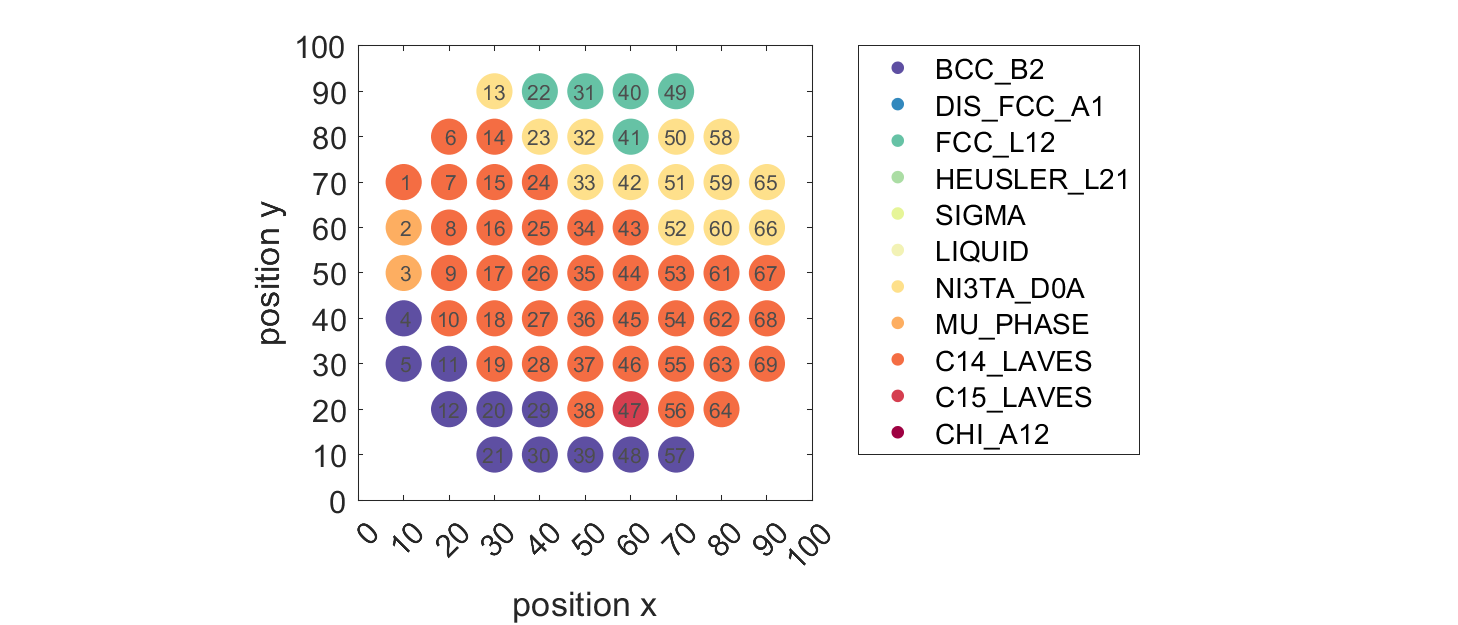 100
90
80
70
60
50
40
30
20
10
0
13 22 31 40 49
6 14 23 32 41 50 58
1 7 15 24 33 42 51 59 65
2 8 16 25 34 43 52 60 66
3 9 17 26 35 44 53 61 67
4 10 18 27 36 45 54 62 68
5 11 19 28 37 46 55 63 69
12 20 29 38 47 56 64
21 30 39 48 57
0 10 20 30 40 50 60 70 80 90 100
position x
position y
BCC_B2
DIS_FCC_A1
FCC_L12
HEUSLER_L21
SIGMA
LIQUID
NI3TA_D0A
MU_PHASE
C14_LAVES
C15_LAVES
CHI_A12